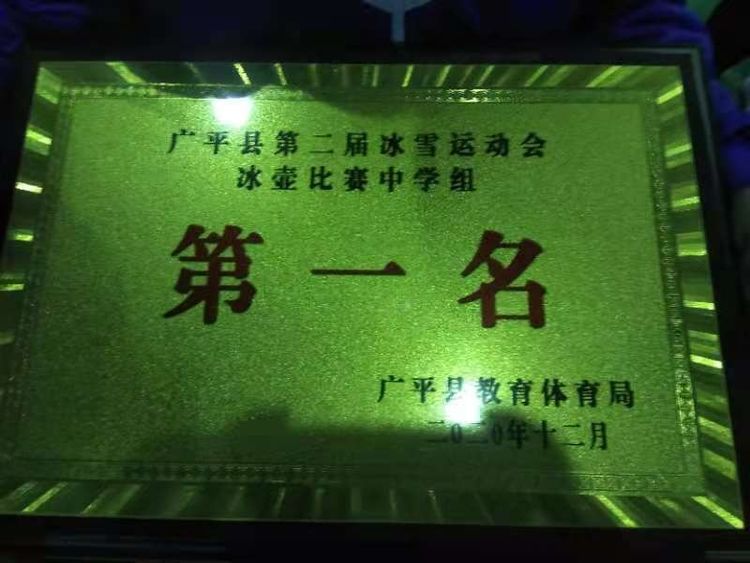 广平县第二届冰雪运动会
冰壶比赛中学组
第一名
广平县教育体育局
二〇二〇年十二月